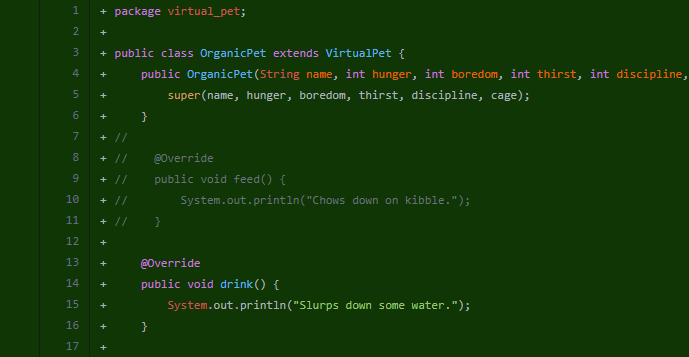 1 + package virtual_pet;
2 +
3 + public class OrganicPet extends VirtualPet {
4 +     public OrganicPet(String name, int hunger, int boredom, int thirst, int discipline,
5 +         super(name, hunger, boredom, thirst, discipline, cage);
6 +     }
7 + //
8 + //    @Override
9 + //    public void feed() {
10 + //        System.out.println("Chows down on kibble.");
11 + //    }
12 +
13 +     @Override
14 +     public void drink() {
15 +         System.out.println("Slurps down some water.");
16 +     }
17 +